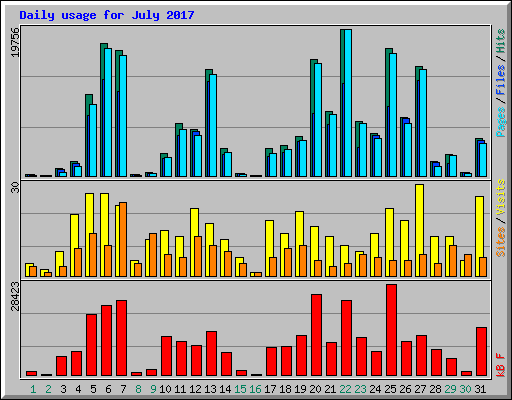 Daily usage for July 2017
19756
Pages / Files / Hits
30
Sites / Visits
28423
kB F
1 2 3 4 5 6 7 8 9 10 11 12 13 14 15 16 17 18 19 20 21 22 23 24 25 26 27 28 29 30 31